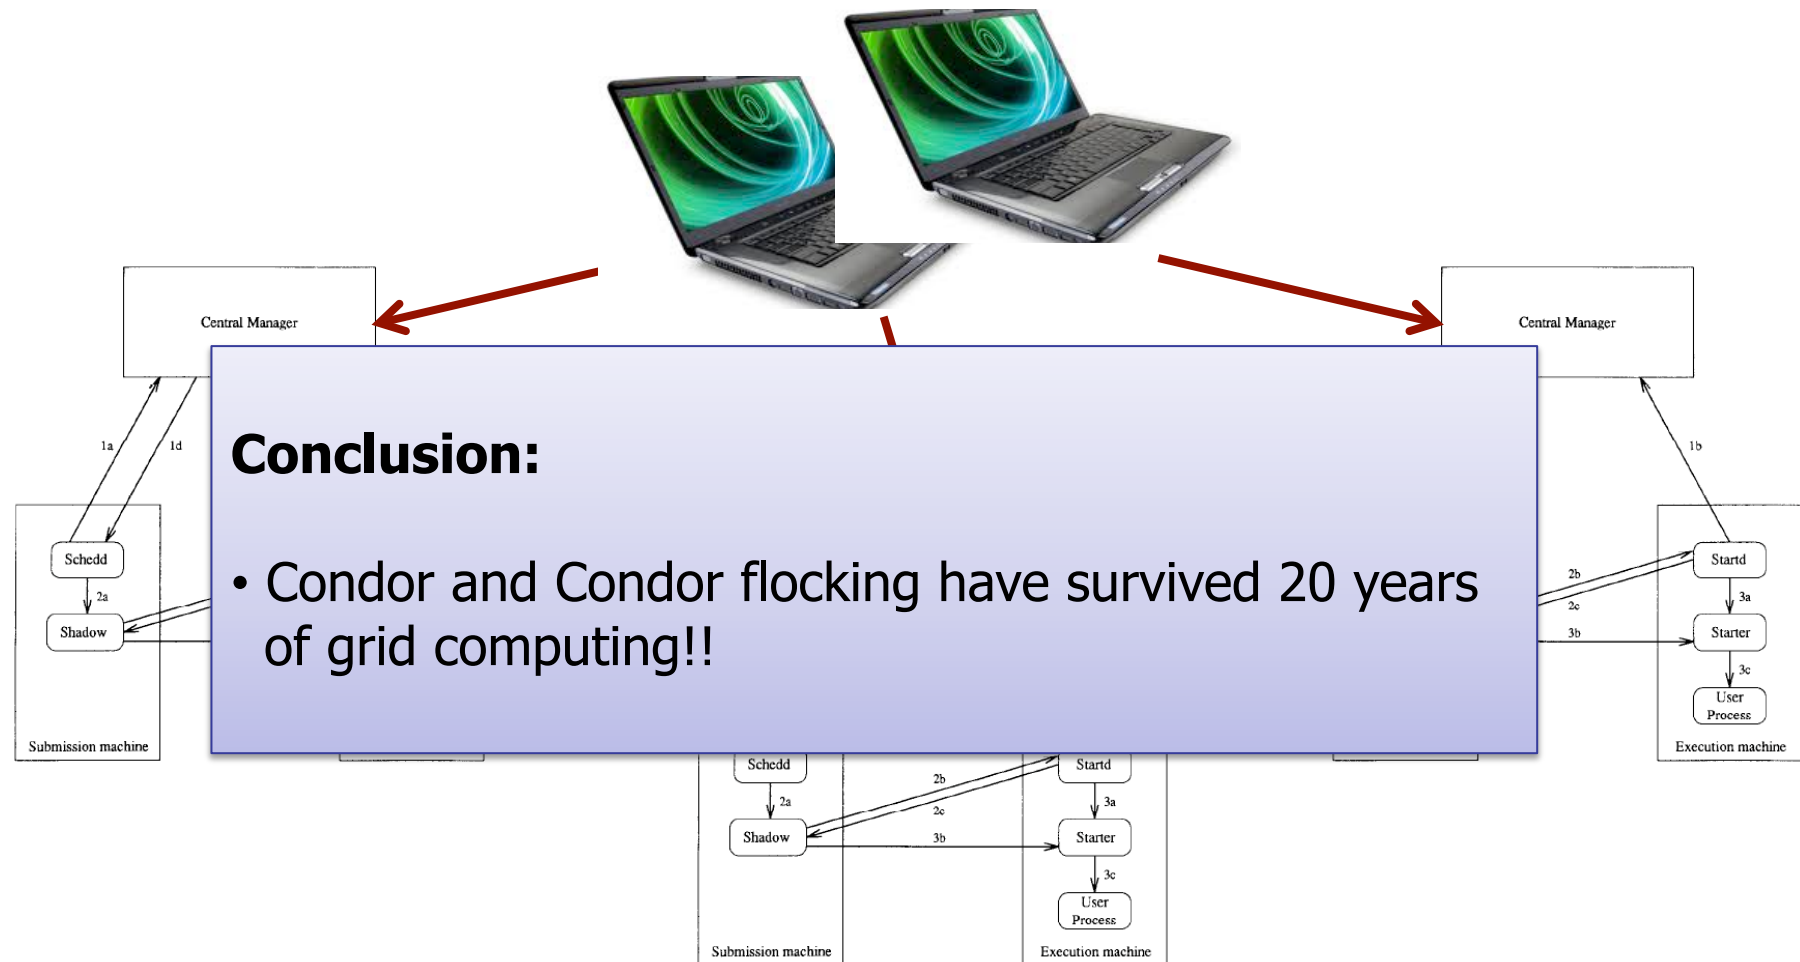 Central Manager
Central Manager
1a
1d
1b
Conclusion:
• Condor and Condor flocking have survived 20 years
of grid computing!!
Schedd
2a
Shadow
Submission machine
2b
2c
3b
Startd
3a
Starter
3c
User
Process
Execution machine
Schedd
2a
Shadow
Submission machine
2b
2c
3b
Startd
3a
Starter
3c
User
Process
Execution machine